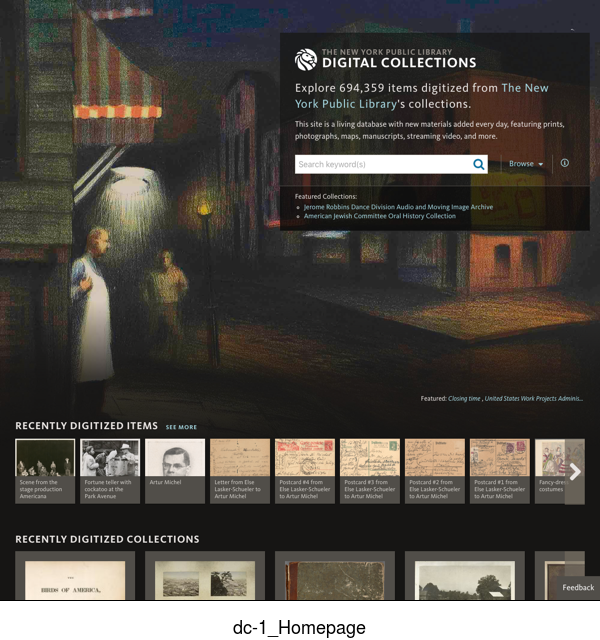 THE NEW YORK PUBLIC LIBRARY
DIGITAL COLLECTIONS
Explore 694,359 items digitized from The New
York Public Library's collections.
This site is a living database with new materials added every day, featuring prints,
photographs, maps, manuscripts, streaming video, and more.
Search keyword(s)
Browse
Featured Collections:
Jerome Robbins Dance Division Audio and Moving Image Archive
American Jewish Committee Oral History Collection
Featured: Closing time , United States Work Projects Adminis...
RECENTLY DIGITIZED ITEMS SEE MORE
Scene from the
stage production
Americana
Fortune teller with
cockatoo at the
Park Avenue
Artur Michel
Letter from Else
Lasker-Schueler to
Artur Michel
Postcard #4 from
Else Lasker-Schueler
to Artur Michel
Postcard #3 from
Else Lasker-Schueler
to Artur Michel
Postcard #2 from
Else Lasker-Schueler
to Artur Michel
Postcard #1 from
Else Lasker-Schueler
to Artur Michel
Fancy-dres
costumes
RECENTLY DIGITIZED COLLECTIONS
BIRDS OF AMERICA,
Feedback
dc-1_Homepage